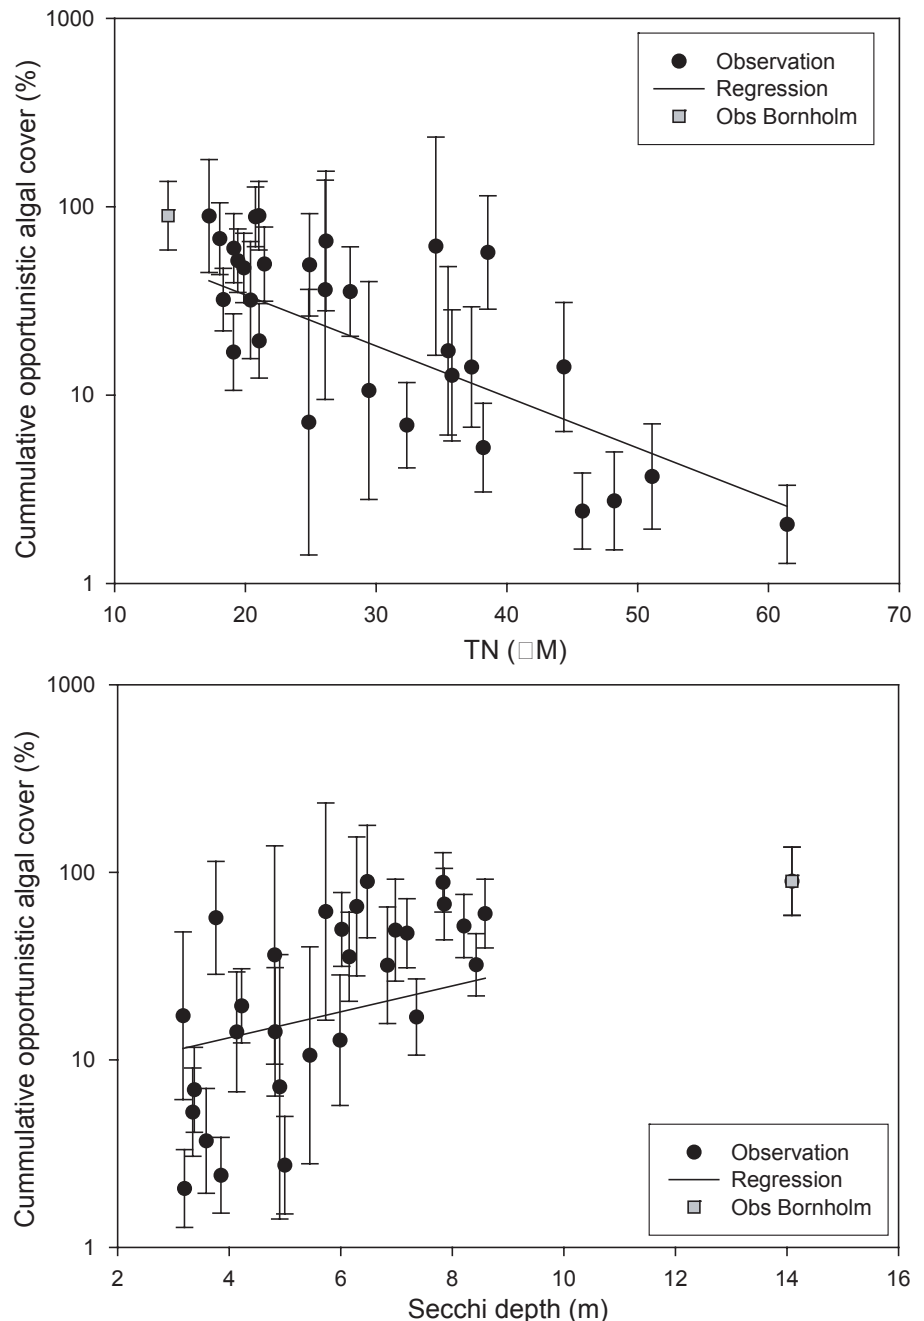 1000
100
10
1
Cummulative opportunistic algal cover (%)
Observation
Regression
Obs Bornholm
10 20 30 40 50 60 70
TN (□M)
1000
100
10
1
Cummulative opportunistic algal cover (%)
Observation
Regression
Obs Bornholm
2 4 6 8 10 12 14 16
Secchi depth (m)